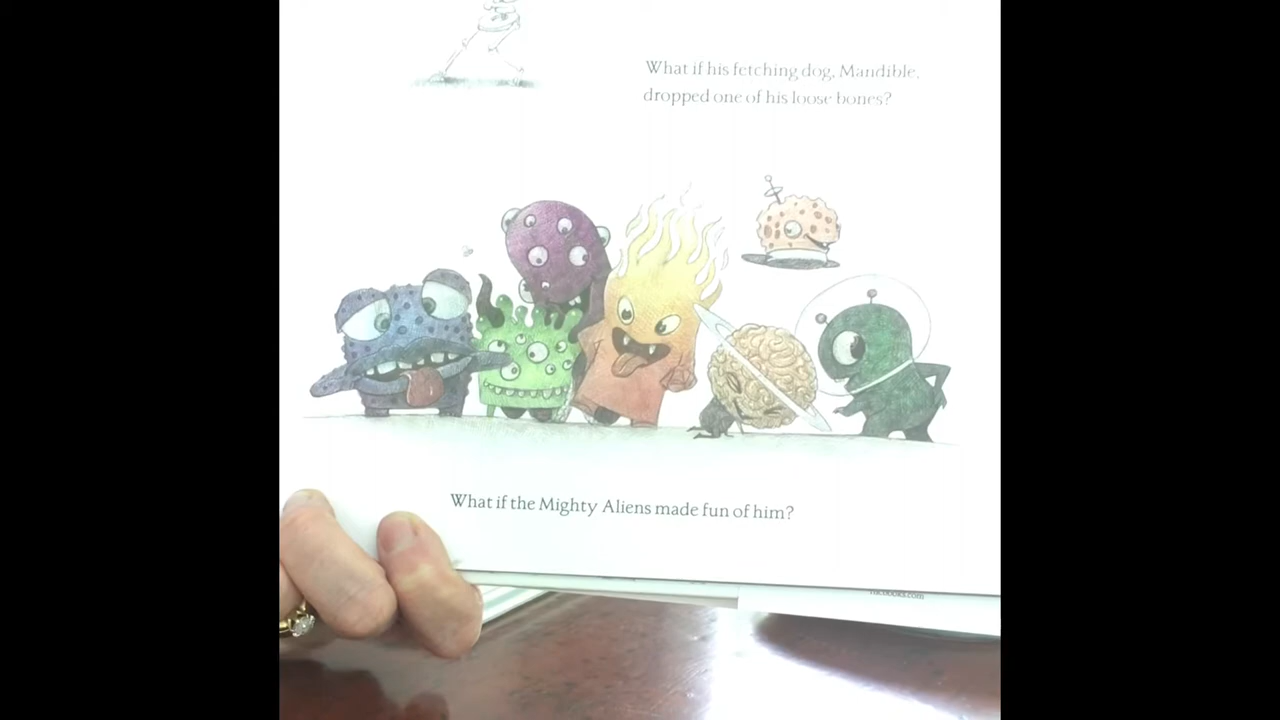 What if his fetching dog, Mandible,
dropped one of his loose bones?
What if the Mighty Aliens made fun of him?